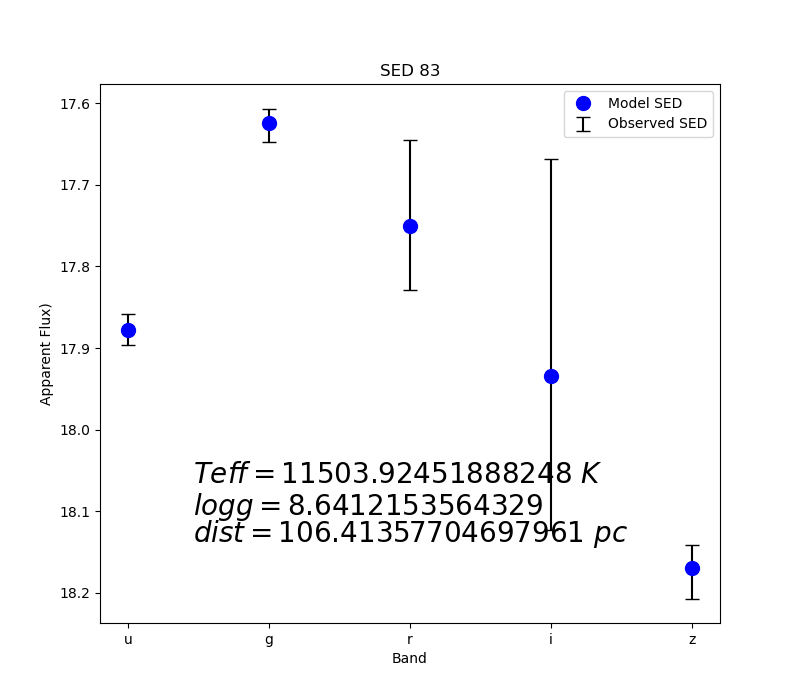 SED 83
Model SED
Observed SED
17.6
17.7
17.8
17.9
18.0
18.1
18.2
Apparent Flux)
Teff = 11503.92451888248 K
logg = 8.6412153564329
dist = 106.41357704697961 pc
u g r i z
Band